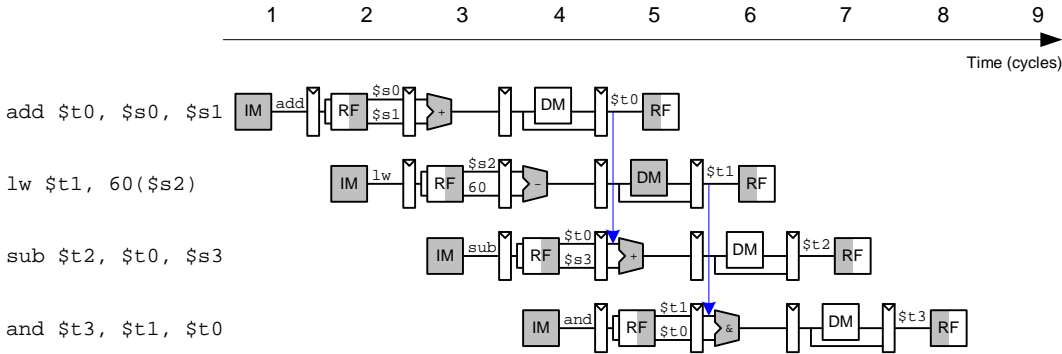 1 2 3 4 5 6 7 8 9
Time (cycles)
add $t0, $s0, $s1 IM add RF $s0 $s1 + DM $t0 RF
lw $t1, 60($s2) IM lw RF $s2 60 - DM $t1 RF
sub $t2, $t0, $s3 IM sub RF $t0 $s3 + DM $t2 RF
and $t3, $t1, $t0 IM and RF $t1 $t0 & DM $t3 RF